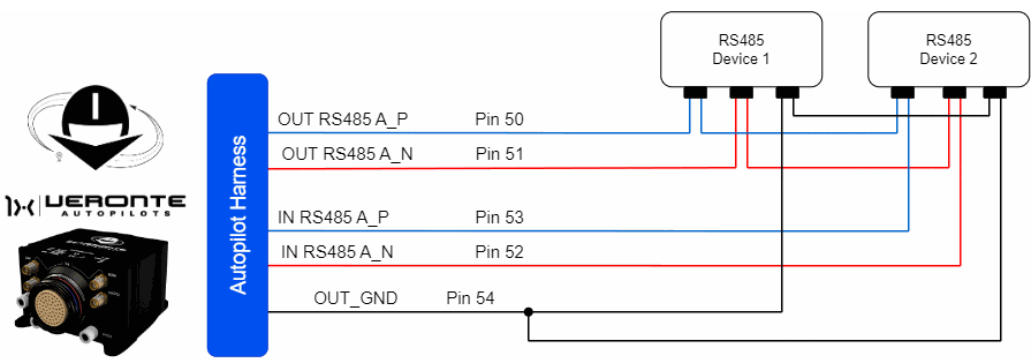 RS485
Device 1
RS485
Device 2
OUT RS485 A_P Pin 50
OUT RS485 A_N Pin 51
IN RS485 A_P Pin 53
IN RS485 A_N Pin 52
OUT_GND Pin 54
Autopilot Harness
®
VERONTE
AUTOPILOTS